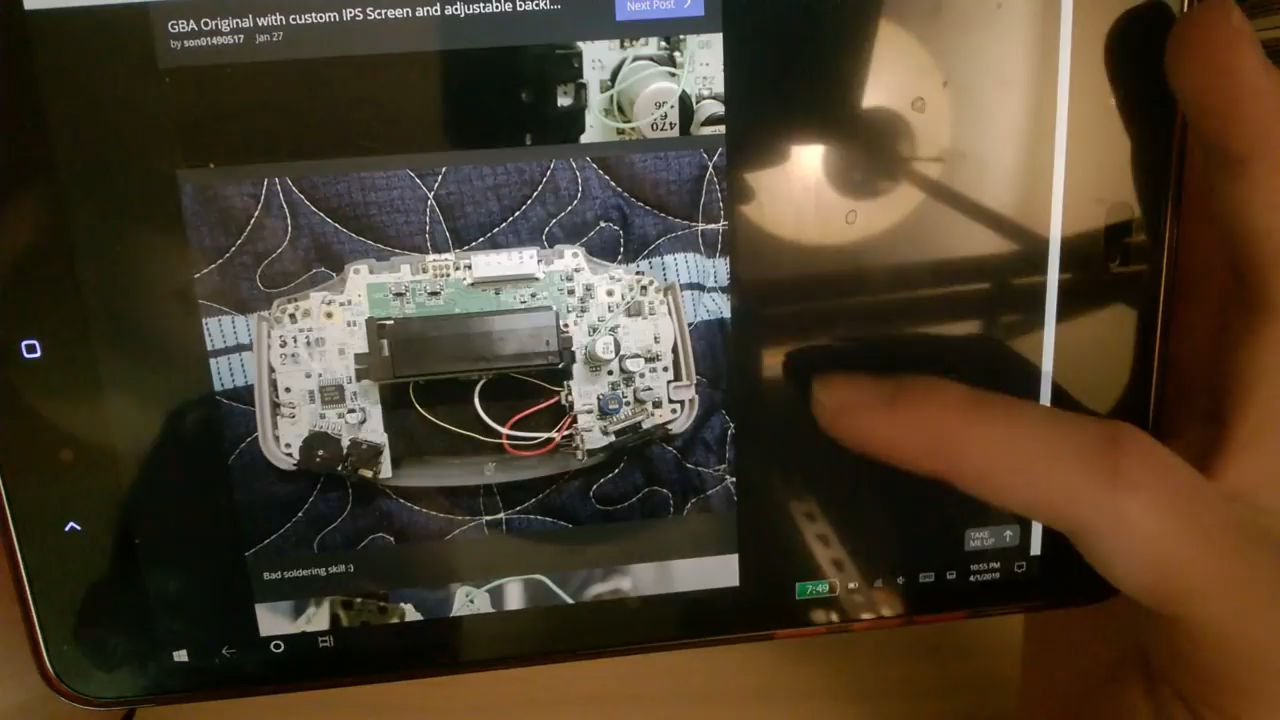 GBA Original with custom IPS Screen and adjustable backl...
by son01490517 Jan 27
Next Post
470
Bad soldering skill :)
TAKE
ME UP
7:49
10:55 PM
4/1/2019